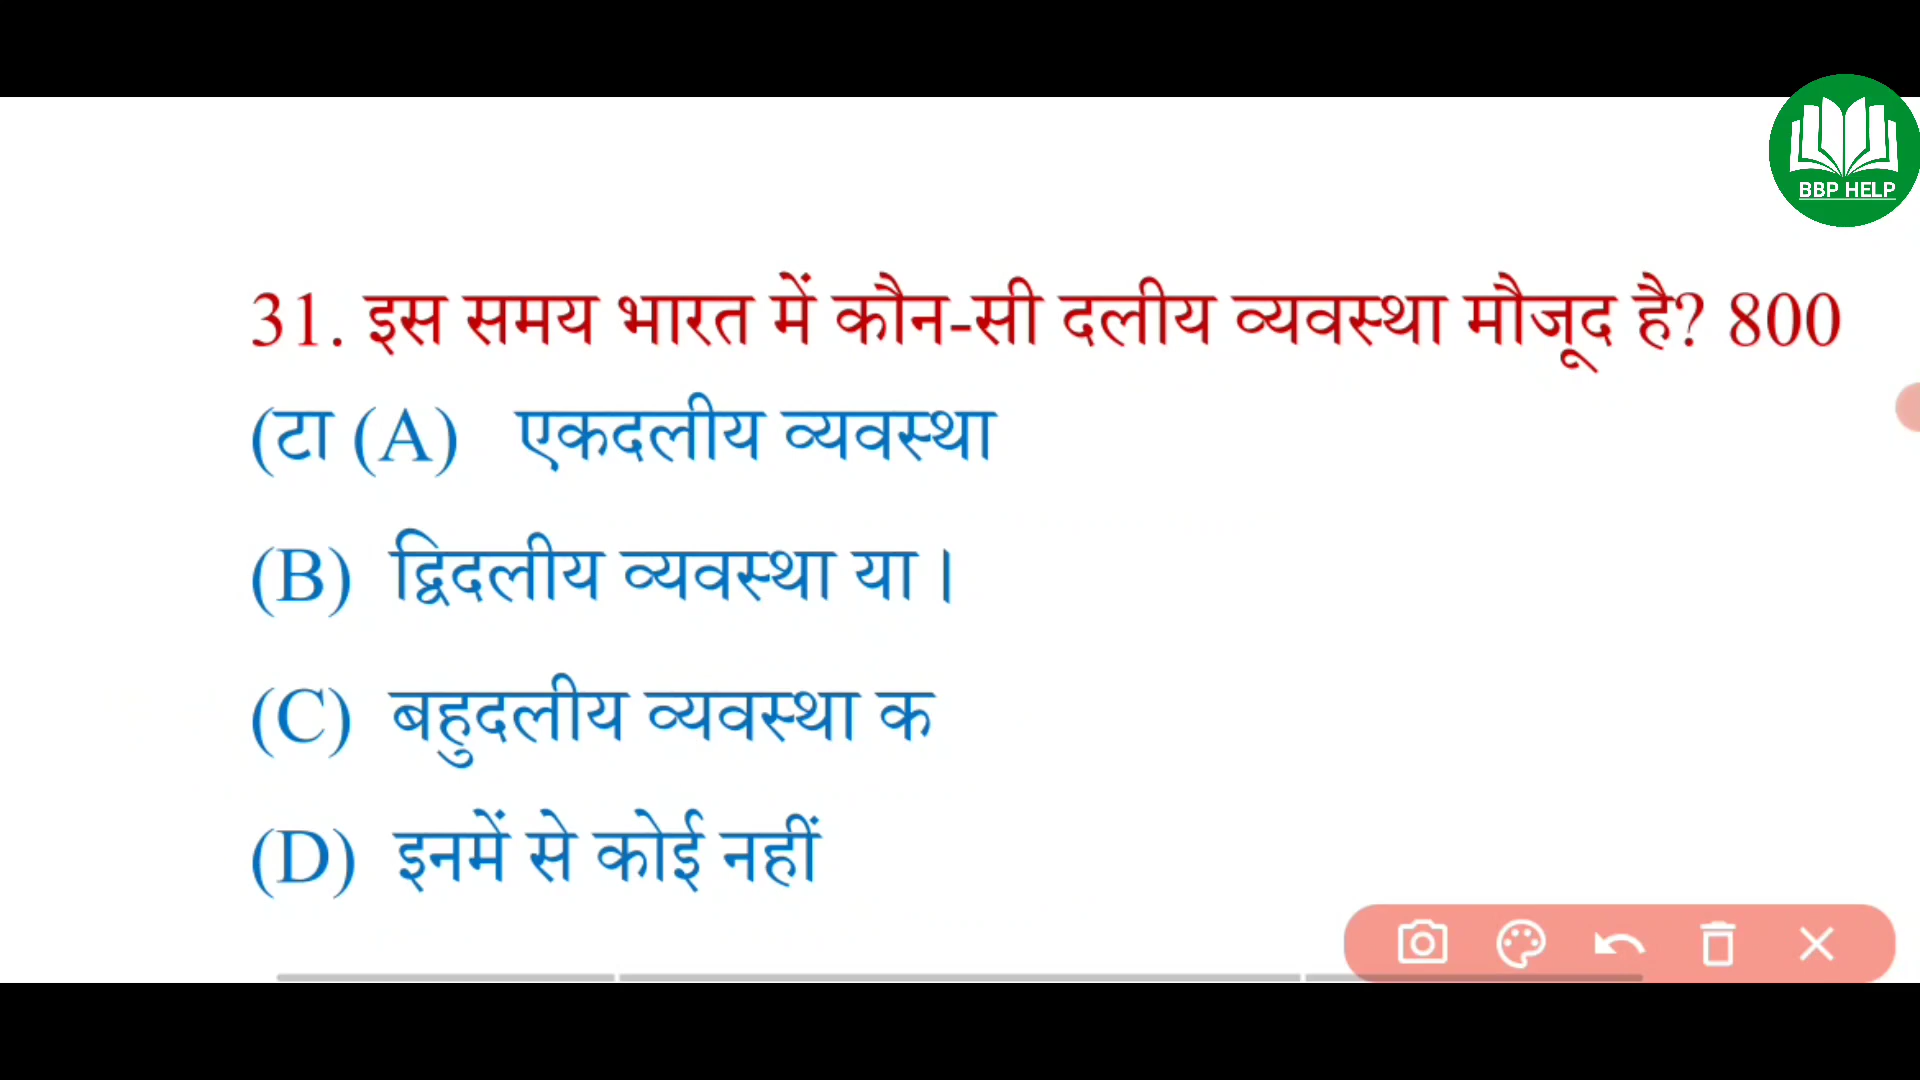 BBP HELP
31. इस समय भारत में कौन-सी दलीय व्यवस्था मौजूद है? 800
(टा (A) एकदलीय व्यवस्था
(B) द्विदलीय व्यवस्था या।
(C) बहुदलीय व्यवस्था क
(D) इनमें से कोई नहीं